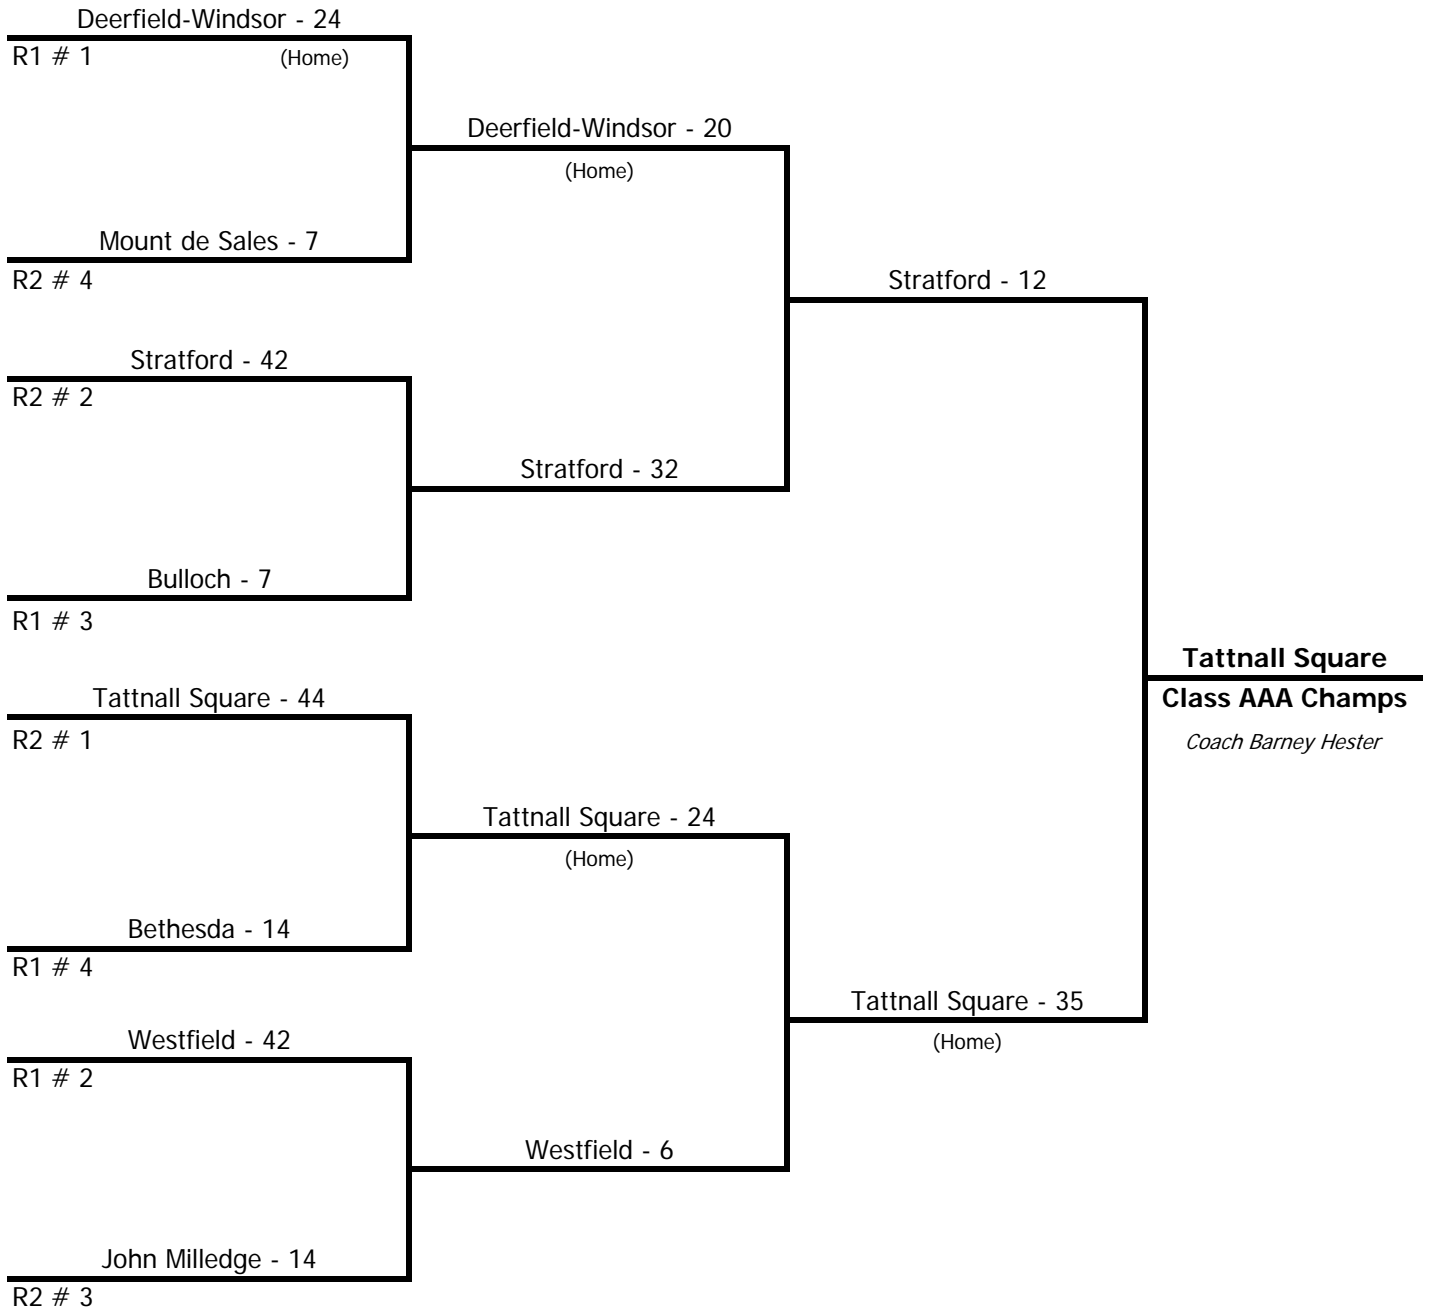 Deerfield-Windsor - 24
R1 # 1 (Home)
Mount de Sales - 7
R2 # 4
Stratford - 42
R2 # 2
Bulloch - 7
R1 # 3
Tattnall Square - 44
R2 # 1
Bethesda - 14
R1 # 4
Westfield - 42
R1 # 2
John Milledge - 14
R2 # 3
Deerfield-Windsor - 20
(Home)
Stratford - 32
Tattnall Square - 24
(Home)
Westfield - 6
Stratford - 12
Tattnall Square - 35
(Home)
Tattnall Square
Class AAA Champs
Coach Barney Hester